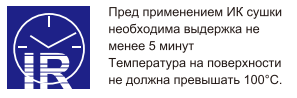 Пред применением ИК сушки
необходима выдержка не
менее 5 минут
Температура на поверхности
не должна превышать 100°С.
IR